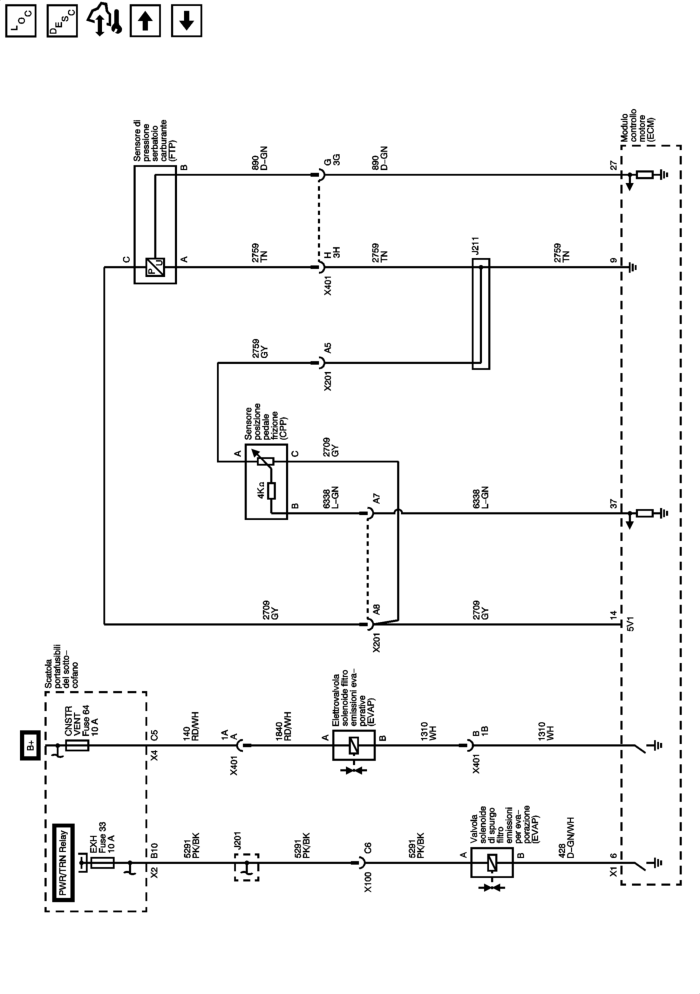 LOC
DESC
Sensore di
pressione
serbatoio
carburante
(FTP)
Modulo
controllo
motore
(ECM)
B
890
D-GN
G
3G
890
D-GN
27
C
P
U
A
2759
TN
H
3H
X401
2759
TN
J211
2759
TN
9
2759
GY
A5
X201
Sensore
posizione
pedale
frizione
(CPP)
A
C
2709
GY
4KΩ
B
6338
L-GN
A7
6338
L-GN
37
2709
GY
A8
X201
2709
GY
14
5V1
Scatola
portafusibili
del sotto-
cofano
B+
CNSTR
VENT
Fuse 64
10 A
C5
X4
140
RD/WH
1A
A
X401
1840
RD/WH
Elettrovalvola
solenoide filtro
emissioni eva-
porative
(EVAP)
A
B
1310
WH
B
1B
X401
1310
WH
PWR/TRN Relay
EXH
Fuse 33
10 A
B10
X2
5291
PK/BK
J201
5291
PK/BK
C6
X100
5291
PK/BK
Valvola
solenoide
di spurgo
filtro
emissioni
per eva-
porazione
(EVAP)
A
B
428
D-GN/WH
6
X1